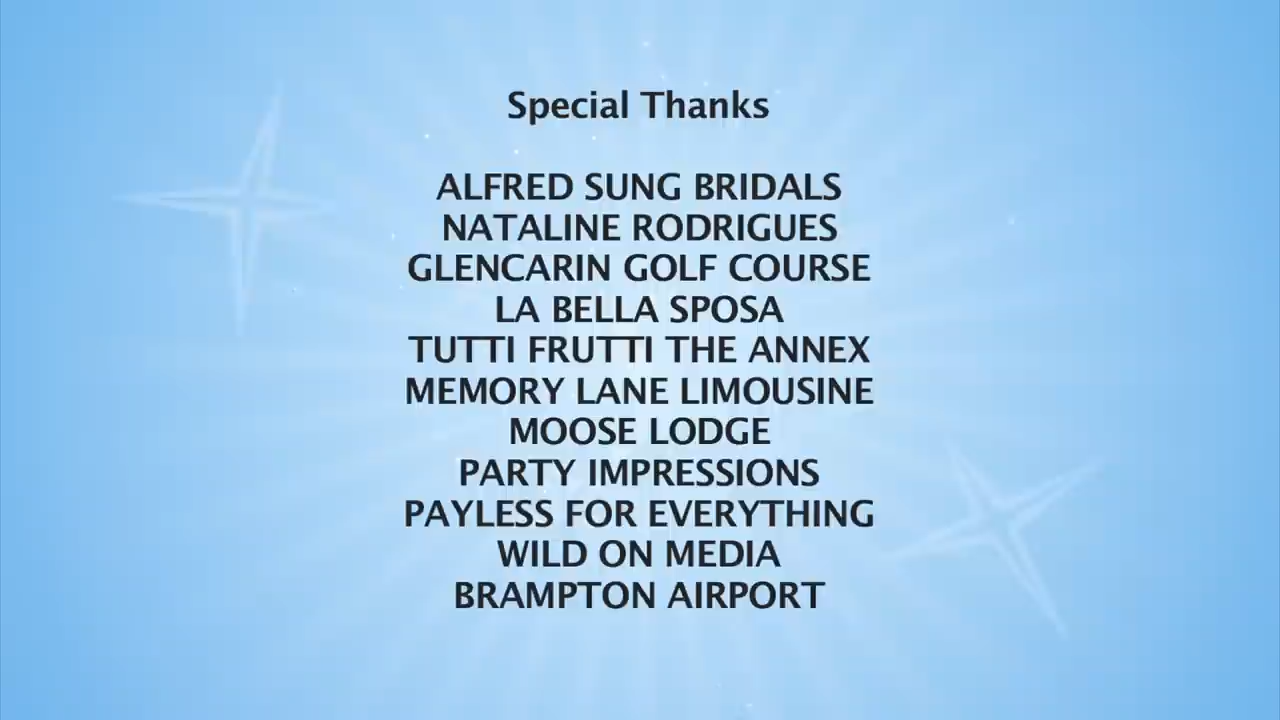 Special Thanks
ALFRED SUNG BRIDALS
NATALINE RODRIGUES
GLENCARIN GOLF COURSE
LA BELLA SPOSA
TUTTI FRUTTI THE ANNEX
MEMORY LANE LIMOUSINE
MOOSE LODGE
PARTY IMPRESSIONS
PAYLESS FOR EVERYTHING
WILD ON MEDIA
BRAMPTON AIRPORT